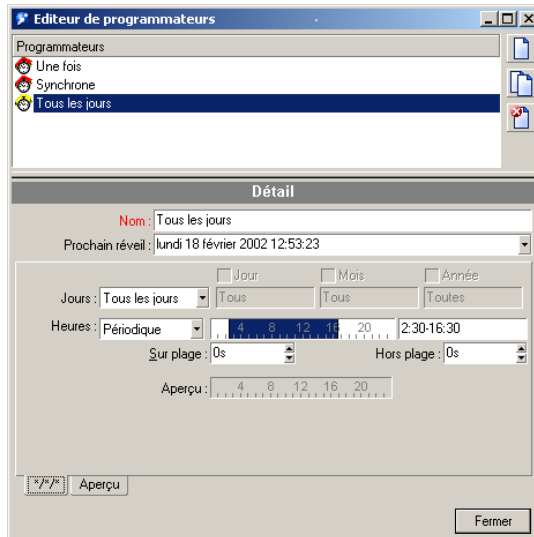 Editeur de programmateurs
Programmateurs
Une fois
Synchrone
Tous les jours
Détail
Nom : Tous les jours
Prochain réveil : lundi 18 février 2002 12:53:23
Jour Mois Année
Jours : Tous les jours Tous Tous Toutes
Heures : Périodique 4 8 12 16 20 2:30-16:30
Sur plage : 0s Hors plage : 0s
Aperçu : 4 8 12 16 20
*/*/* Aperçu
Fermer